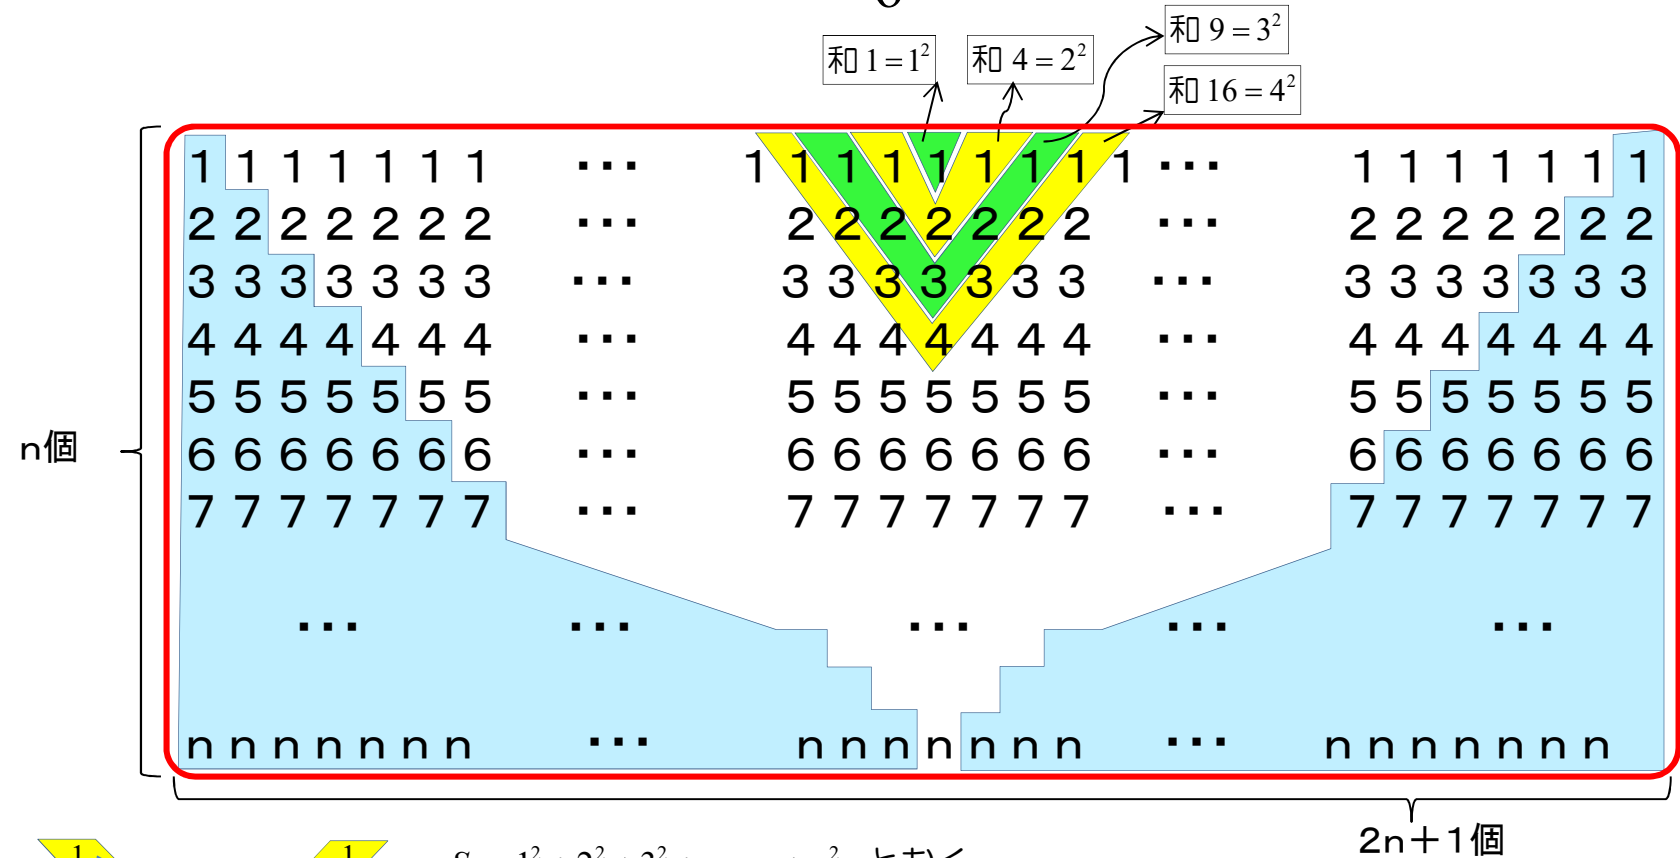 和 9 = 3²
和 1 = 1² 和 4 = 2²
和 16 = 4²
1 1 1 1 1 1 1 ・・・ 1 1 1 1 1 1 1 1 1 ・・・ 1 1 1 1 1 1 1
2 2 2 2 2 2 2 ・・・ 2 2 2 2 2 2 2 ・・・ 2 2 2 2 2 2 2
3 3 3 3 3 3 3 ・・・ 3 3 3 3 3 3 3 ・・・ 3 3 3 3 3 3 3
4 4 4 4 4 4 4 ・・・ 4 4 4 4 4 4 4 ・・・ 4 4 4 4 4 4 4
5 5 5 5 5 5 5 ・・・ 5 5 5 5 5 5 5 ・・・ 5 5 5 5 5 5 5
n個
6 6 6 6 6 6 6 ・・・ 6 6 6 6 6 6 6 ・・・ 6 6 6 6 6 6 6
7 7 7 7 7 7 7 ・・・ 7 7 7 7 7 7 7 ・・・ 7 7 7 7 7 7 7
・・・ ・・・ ・・・ ・・・ ・・・
n n n n n n n ・・・ n n n n n n n ・・・ n n n n n n n
2n+1個
1 1